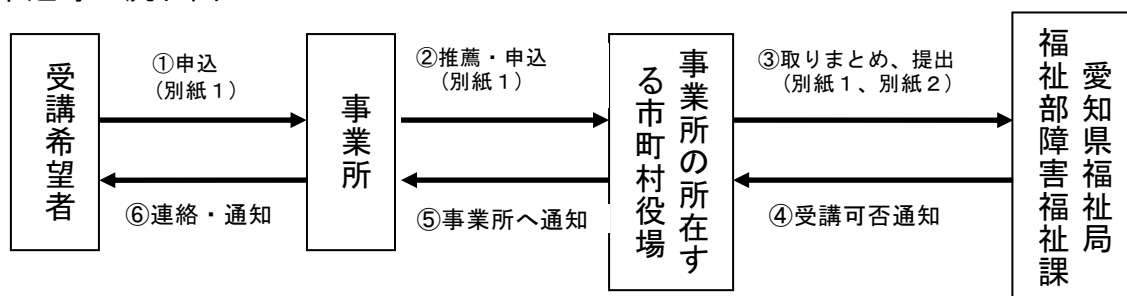 受講希望者
①申込
(別紙1)
事業所
②推薦・申込
(別紙1)
事業所の所在す
る市町村役場
③取りまとめ、提出
(別紙1、別紙2)
愛知県福祉局
福祉部障害福祉課
⑥連絡・通知
⑤事業所へ通知
④受講可否通知